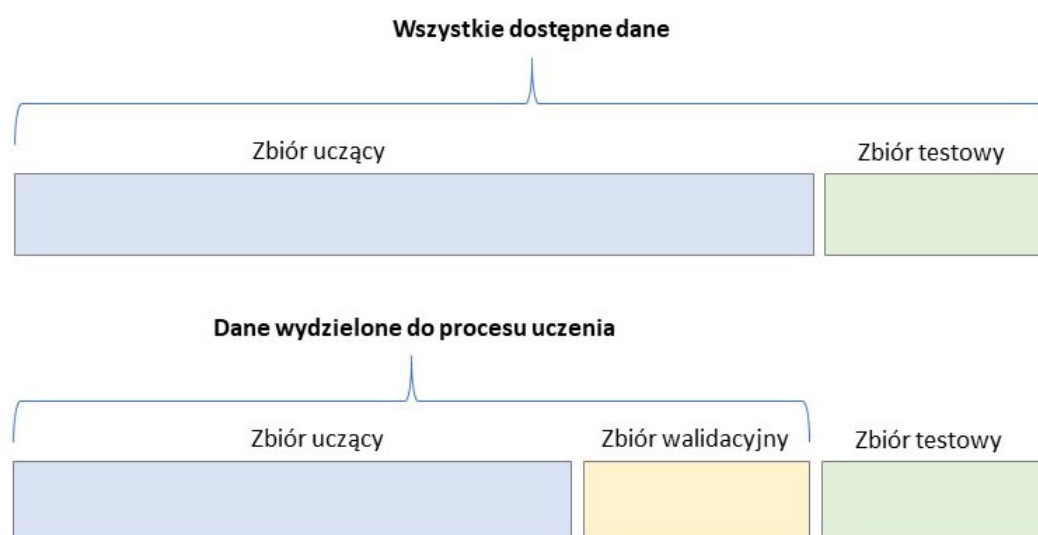 Wszystkie dostępne dane
Zbiór uczący
Zbiór testowy
Dane wydzielone do procesu uczenia
Zbiór uczący
Zbiór walidacyjny
Zbiór testowy